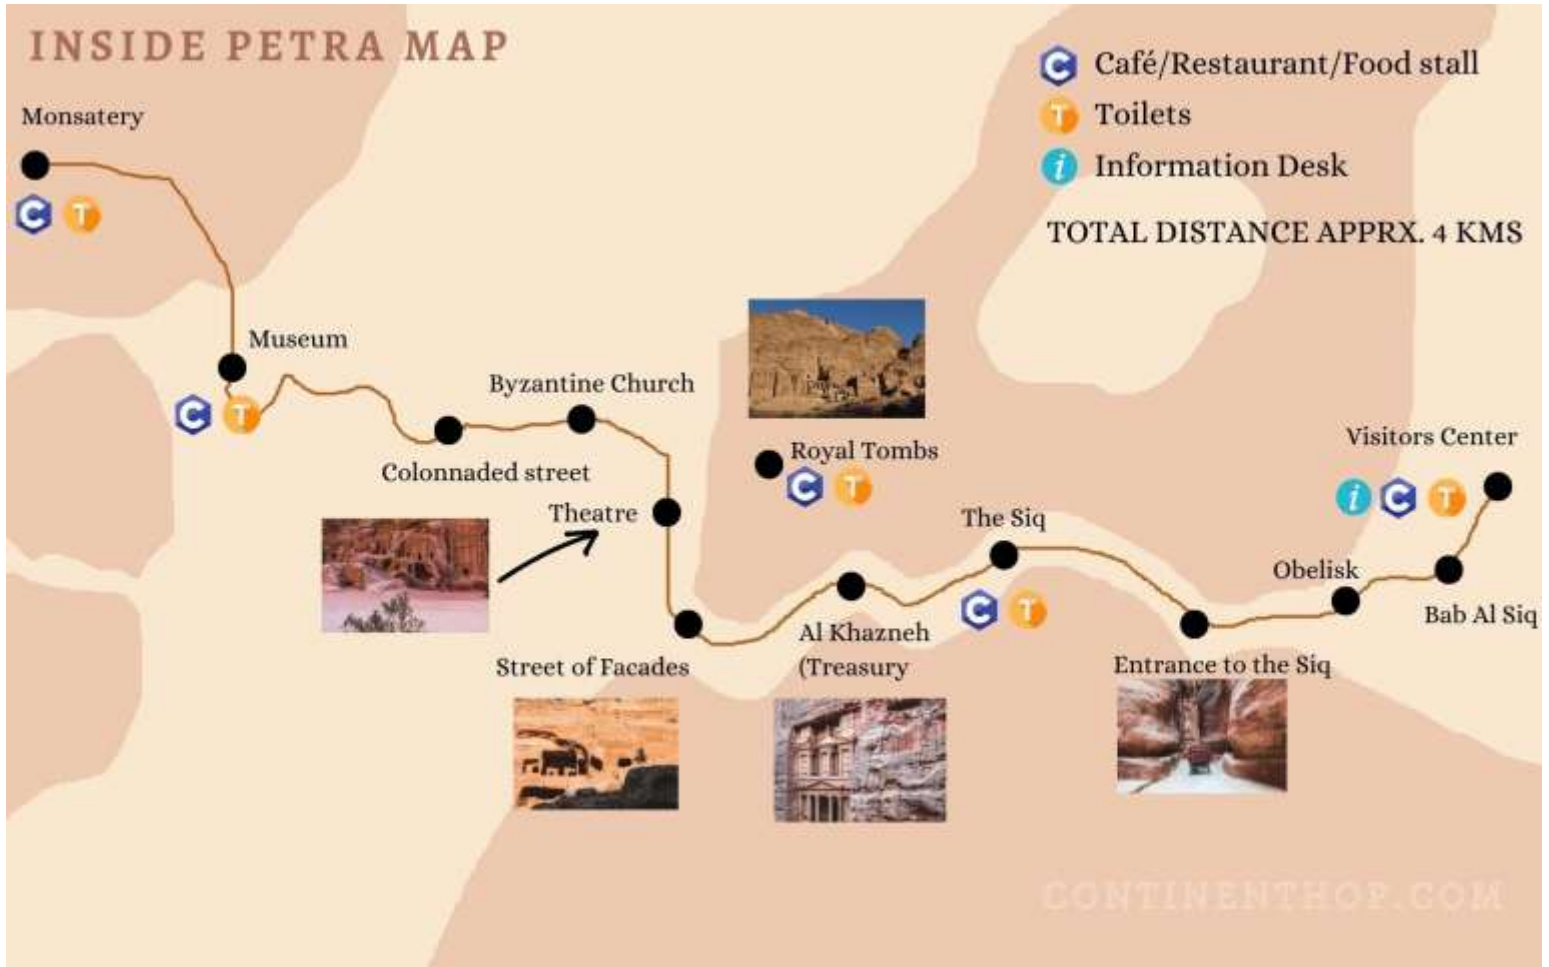 INSIDE PETRA MAP
C Café/Restaurant/Food stall
T Toilets
i Information Desk
TOTAL DISTANCE APPRX. 4 KMS
Monsatery
C T
Museum
C T
Byzantine Church
Colonnaded street
Theatre
Royal Tombs
C T
Visitors Center
i C T
The Siq
C T
Obelisk
Bab Al Siq
Al Khazneh
(Treasury
Street of Facades
Entrance to the Siq
CONTINENTHOP.COM